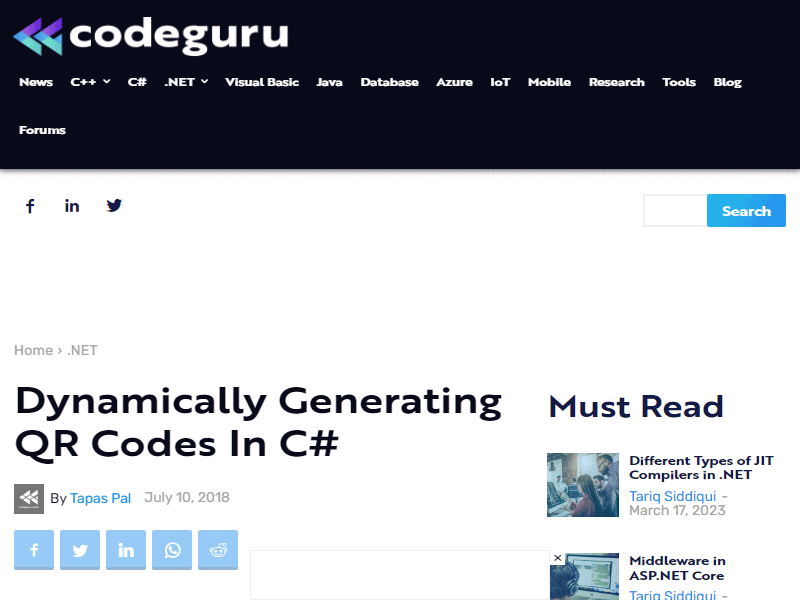 codeguru
News C++ C# .NET Visual Basic Java Database Azure IoT Mobile Research Tools Blog
Forums
Search
Home › .NET
Dynamically Generating
QR Codes In C#
By Tapas Pal July 10, 2018
Must Read
Different Types of JIT
Compilers in .NET
Tariq Siddiqui -
March 17, 2023
Middleware in
ASP.NET Core
Tariq Siddiqui -